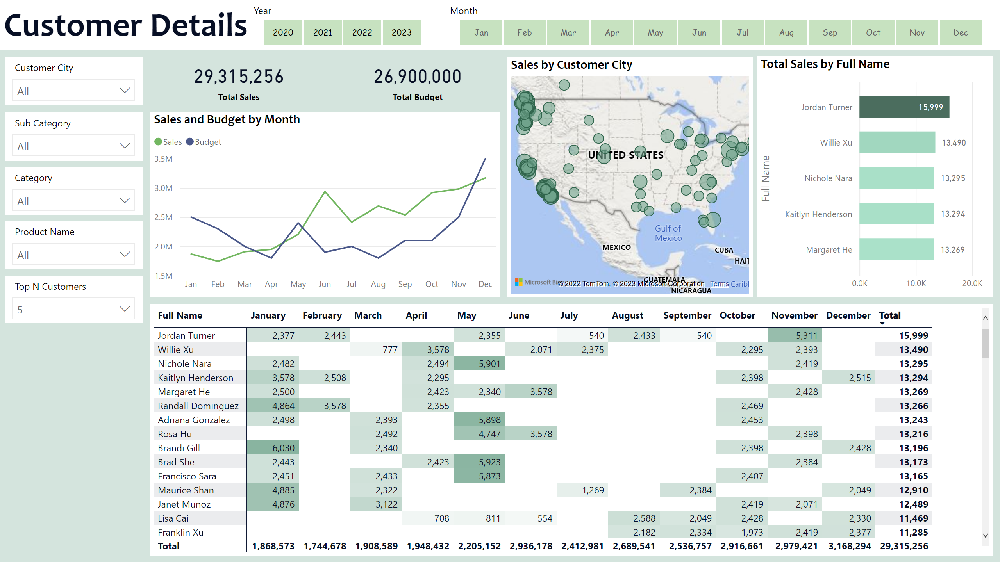 Customer Details
Year
2020 2021 2022 2023
Month
Jan Feb Mar Apr May Jun Jul Aug Sep Oct Nov Dec
Customer City
All
Sub Category
All
Category
All
Product Name
All
Top N Customers
5
29,315,256
Total Sales
26,900,000
Total Budget
Sales and Budget by Month
Sales Budget
3.5M
3.0M
2.5M
2.0M
1.5M
Jan Feb Mar Apr May Jun Jul Aug Sep Oct Nov Dec
Sales by Customer City
UNITED STATES
Gulf of
Mexico
MEXICO
CUBA
HAIT
GUATEMALA
Microsoft Bing
© 2022 TomTom, © 2023 Microsoft Corporation Terms Caribb
NICARAGUA
Total Sales by Full Name
Full Name
Jordan Turner 15,999
Willie Xu 13,490
Nichole Nara 13,295
Kaitlyn Henderson 13,294
Margaret He 13,269
0.0K 10.0K 20.0K
Full Name January February March April May June July August September October November December Total
Jordan Turner 2,377 2,443 2,355 540 2,433 540 5,311 15,999
Willie Xu 777 3,578 2,071 2,375 2,295 2,393 13,490
Nichole Nara 2,482 2,494 5,901 2,419 13,295
Kaitlyn Henderson 3,578 2,508 2,295 2,398 2,515 13,294
Margaret He 2,500 2,423 2,340 3,578 2,428 13,269
Randall Dominguez 4,864 3,578 2,355 2,469 13,266
Adriana Gonzalez 2,498 2,393 5,898 2,453 13,243
Rosa Hu 2,492 4,747 3,578 2,398 13,216
Brandi Gill 6,030 2,340 2,398 2,428 13,196
Brad She 2,443 2,423 5,923 2,384 13,173
Francisco Sara 2,451 2,433 5,873 2,407 13,165
Maurice Shan 4,885 2,322 1,269 2,384 2,049 12,910
Janet Munoz 4,876 3,122 2,419 2,071 12,489
Lisa Cai 708 811 554 2,588 2,049 2,428 2,330 11,469
Franklin Xu 2,182 2,334 1,973 2,419 2,377 11,285
Total 1,868,573 1,744,678 1,908,589 1,948,432 2,205,152 2,936,178 2,412,981 2,689,541 2,536,757 2,916,661 2,979,421 3,168,294 29,315,256